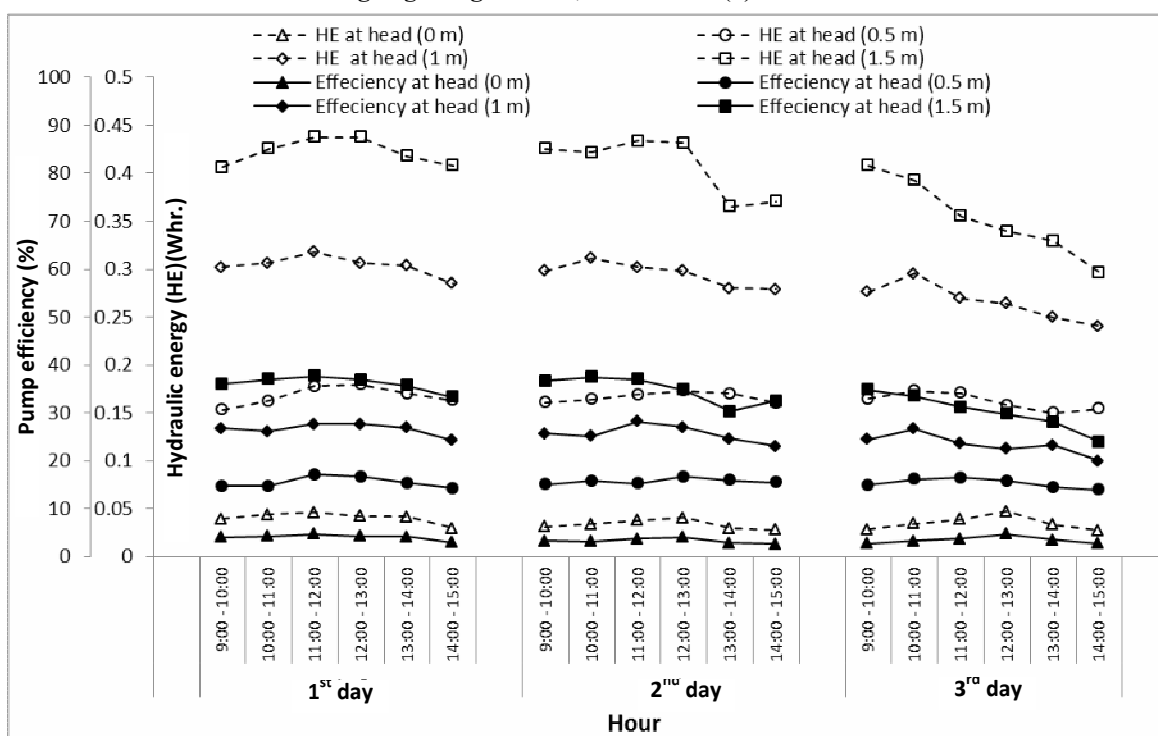 HE at head (0 m)
HE at head (0.5 m)
HE at head (1 m)
HE at head (1.5 m)
Effeciency at head (0 m)
Effeciency at head (0.5 m)
Effeciency at head (1 m)
Effeciency at head (1.5 m)
Pump efficiency (%)
100
90
80
70
60
50
40
30
20
10
0
Hydraulic energy (HE)(Whr.)
0.5
0.45
0.4
0.35
0.3
0.25
0.2
0.15
0.1
0.05
0
9:00 - 10:00
10:00 - 11:00
11:00 - 12:00
12:00 - 13:00
13:00 - 14:00
14:00 - 15:00
9:00 - 10:00
10:00 - 11:00
11:00 - 12:00
12:00 - 13:00
13:00 - 14:00
14:00 - 15:00
9:00 - 10:00
10:00 - 11:00
11:00 - 12:00
12:00 - 13:00
13:00 - 14:00
14:00 - 15:00
1st day
2nd day
3rd day
Hour